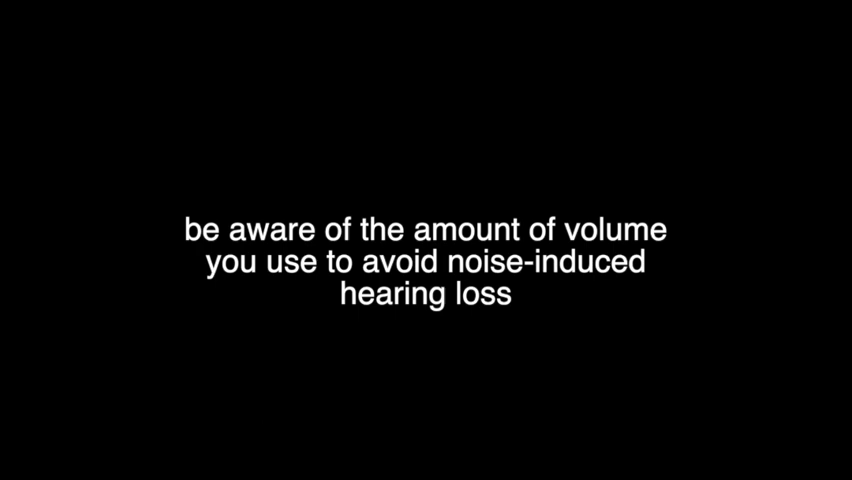 be aware of the amount of volume
you use to avoid noise-induced
hearing loss